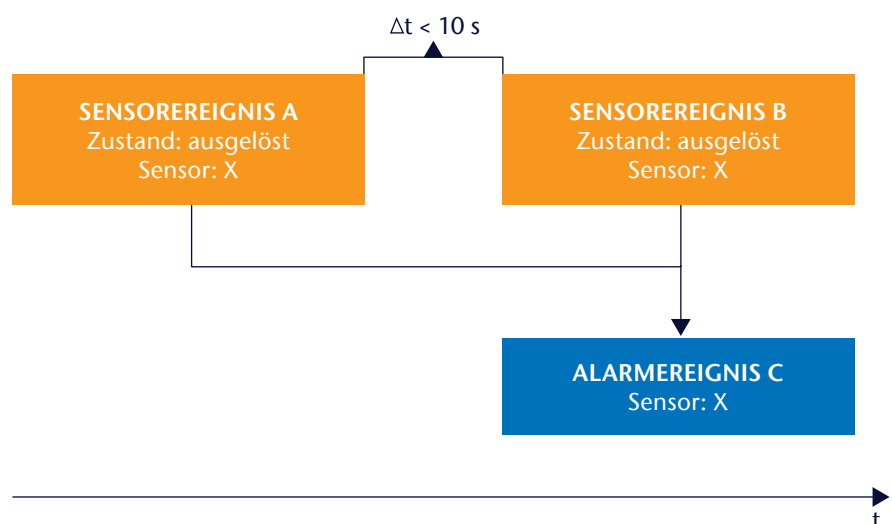 Δt < 10 s
SENSOREREIGNIS A
Zustand: ausgelöst
Sensor: X
SENSOREREIGNIS B
Zustand: ausgelöst
Sensor: X
ALARMEREIGNIS C
Sensor: X
t